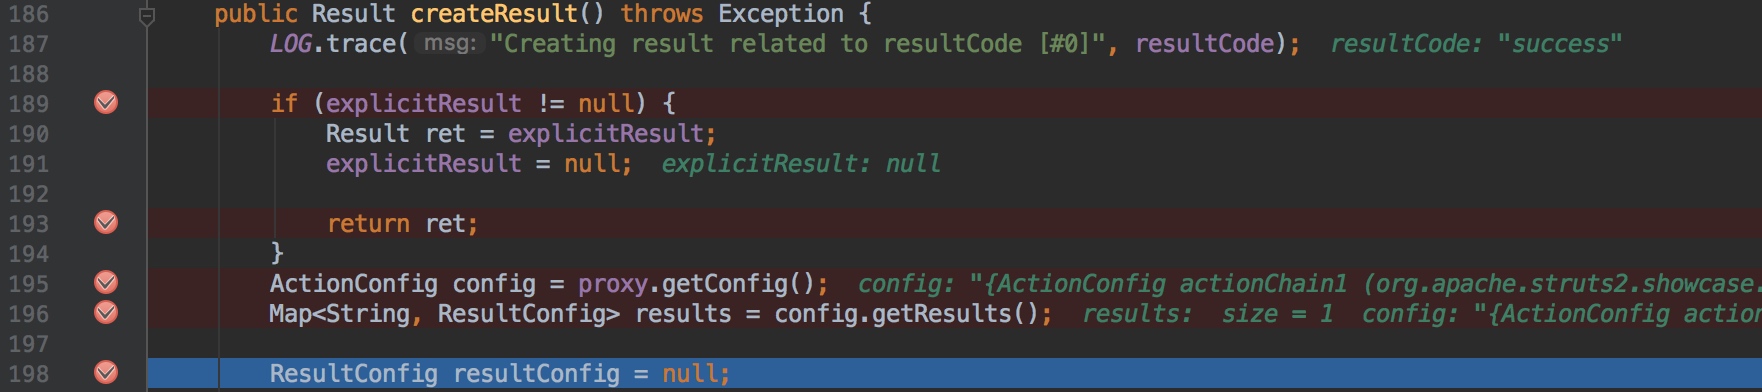 186 public Result createResult() throws Exception {
187 LOG.trace( msg: "Creating result related to resultCode [#0]", resultCode); resultCode: "success"
188
189 if (explicitResult != null) {
190 Result ret = explicitResult;
191 explicitResult = null; explicitResult: null
192
193 return ret;
194 }
195 ActionConfig config = proxy.getConfig(); config: "{ActionConfig actionChain1 (org.apache.struts2.showcase.
196 Map<String, ResultConfig> results = config.getResults(); results: size = 1 config: "{ActionConfig action
197
198 ResultConfig resultConfig = null;